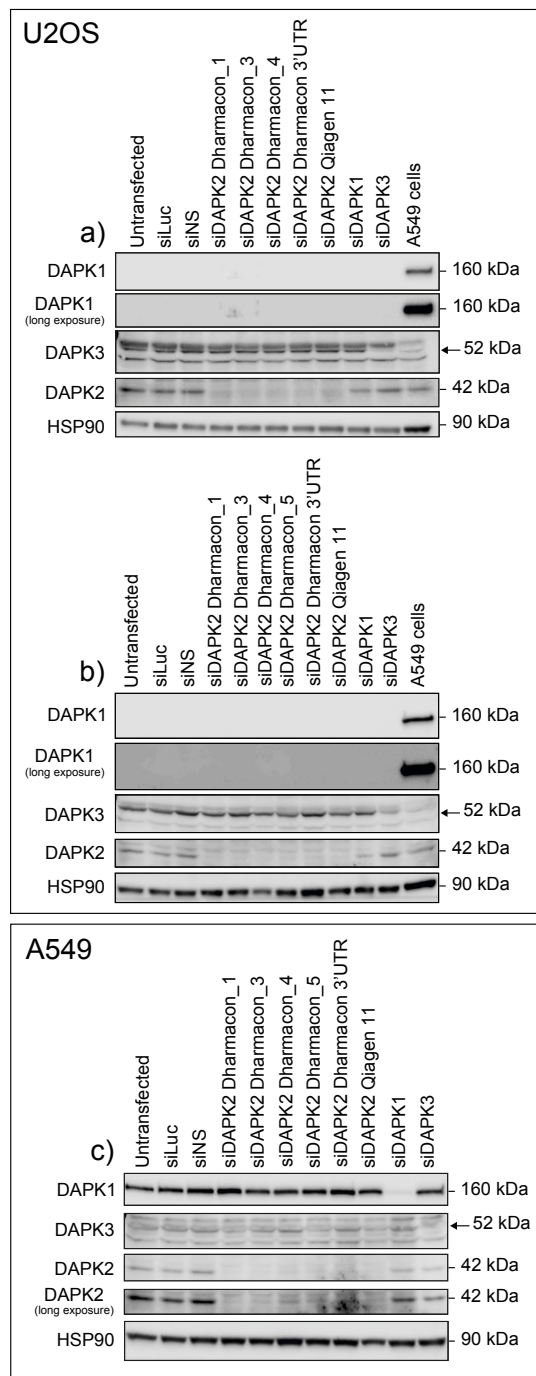 U2OS
a)
Untransfected
siLuc
siNS
siDAPK2 Dharmacon_1
siDAPK2 Dharmacon_3
siDAPK2 Dharmacon_4
siDAPK2 Dharmacon 3'UTR
siDAPK2 Qiagen 11
siDAPK1
siDAPK3
A549 cells
DAPK1
160 kDa
DAPK1
(long exposure)
160 kDa
DAPK3
52 kDa
DAPK2
42 kDa
HSP90
90 kDa
b)
Untransfected
siLuc
siNS
siDAPK2 Dharmacon_1
siDAPK2 Dharmacon_3
siDAPK2 Dharmacon_4
siDAPK2 Dharmacon_5
siDAPK2 Dharmacon 3'UTR
siDAPK2 Qiagen 11
siDAPK1
siDAPK3
A549 cells
DAPK1
160 kDa
DAPK1
(long exposure)
160 kDa
DAPK3
52 kDa
DAPK2
42 kDa
HSP90
90 kDa
A549
c)
Untransfected
siLuc
siNS
siDAPK2 Dharmacon_1
siDAPK2 Dharmacon_3
siDAPK2 Dharmacon_4
siDAPK2 Dharmacon_5
siDAPK2 Dharmacon 3'UTR
siDAPK2 Qiagen 11
siDAPK1
siDAPK3
DAPK1
160 kDa
DAPK3
52 kDa
DAPK2
42 kDa
DAPK2
(long exposure)
42 kDa
HSP90
90 kDa